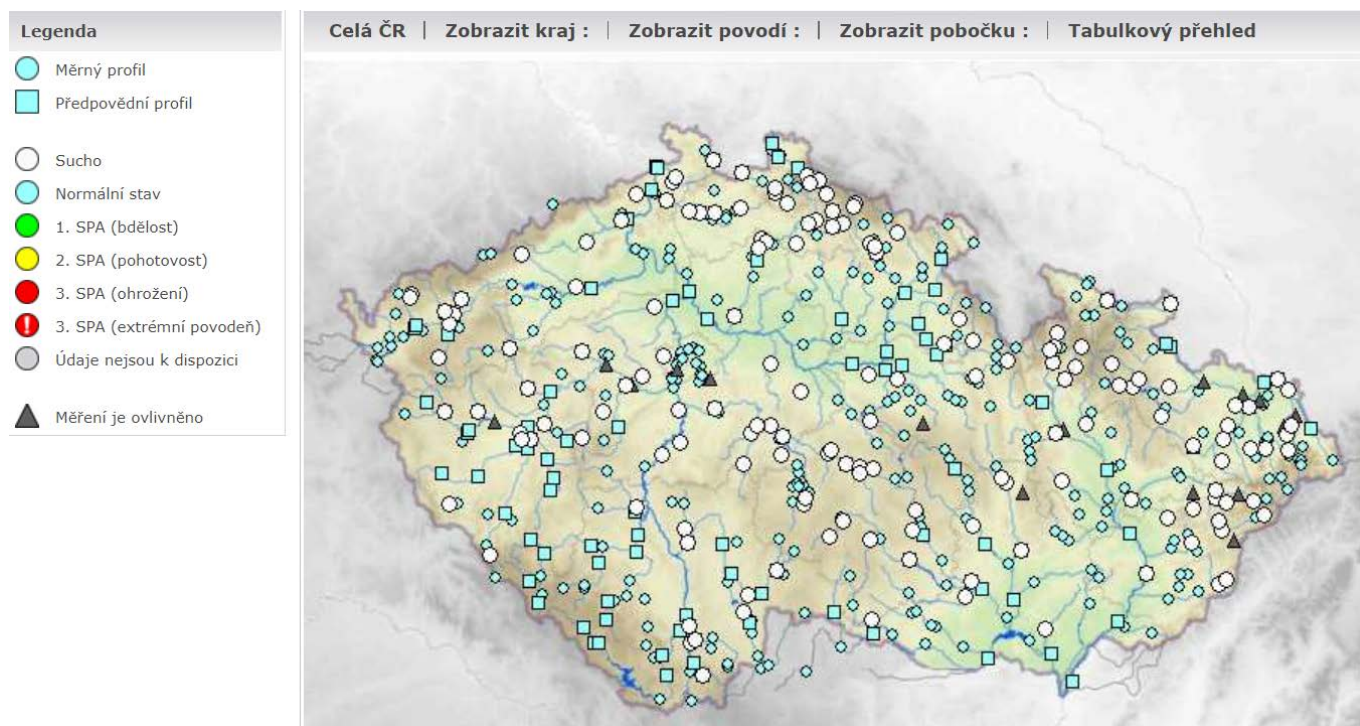 Legenda
Měrný profil
Předpovědní profil
Sucho
Normální stav
1. SPA (bdělost)
2. SPA (pohotovost)
3. SPA (ohrožení)
3. SPA (extrémní povodeň)
Údaje nejsou k dispozici
Měření je ovlivněno
Celá ČR | Zobrazit kraj : | Zobrazit povodí : | Zobrazit pobočku : | Tabulkový přehled